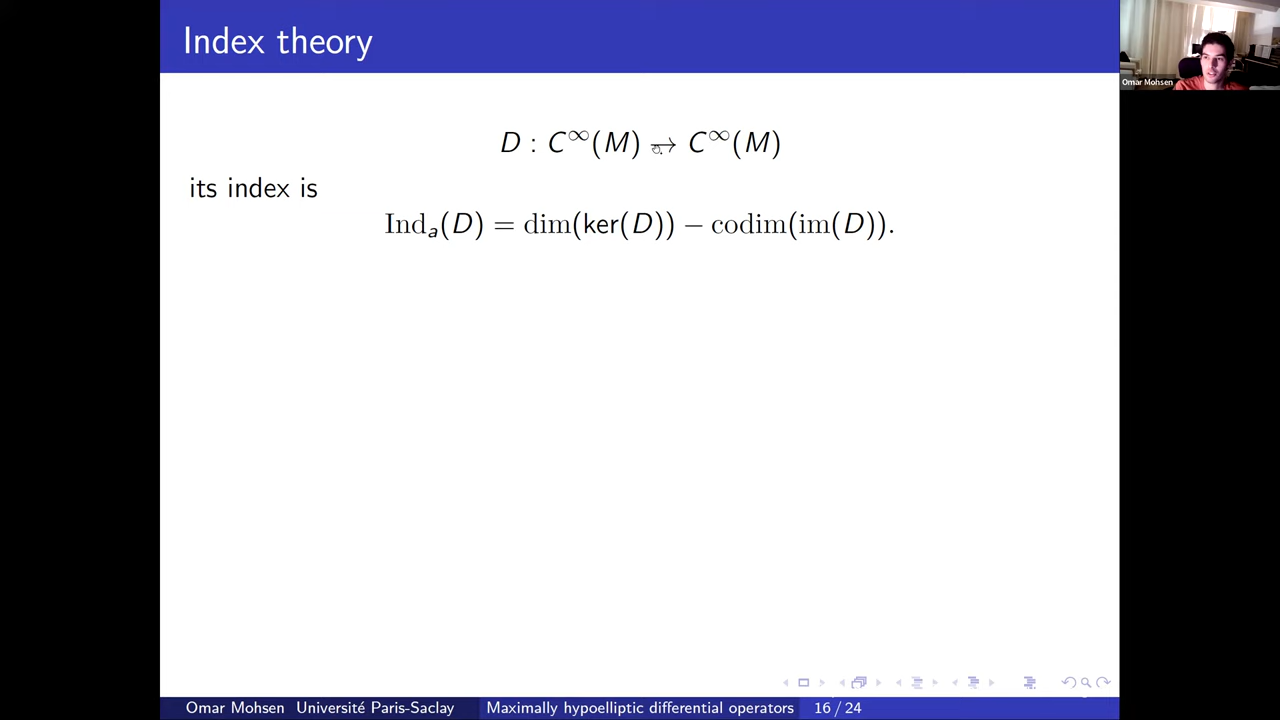 Index theory
Omar Mohsen
D : C^∞(M) → C^∞(M)
its index is
Ind_a(D) = dim(ker(D)) − codim(im(D)).
Omar Mohsen Université Paris-Saclay Maximally hypoelliptic differential operators 16 / 24